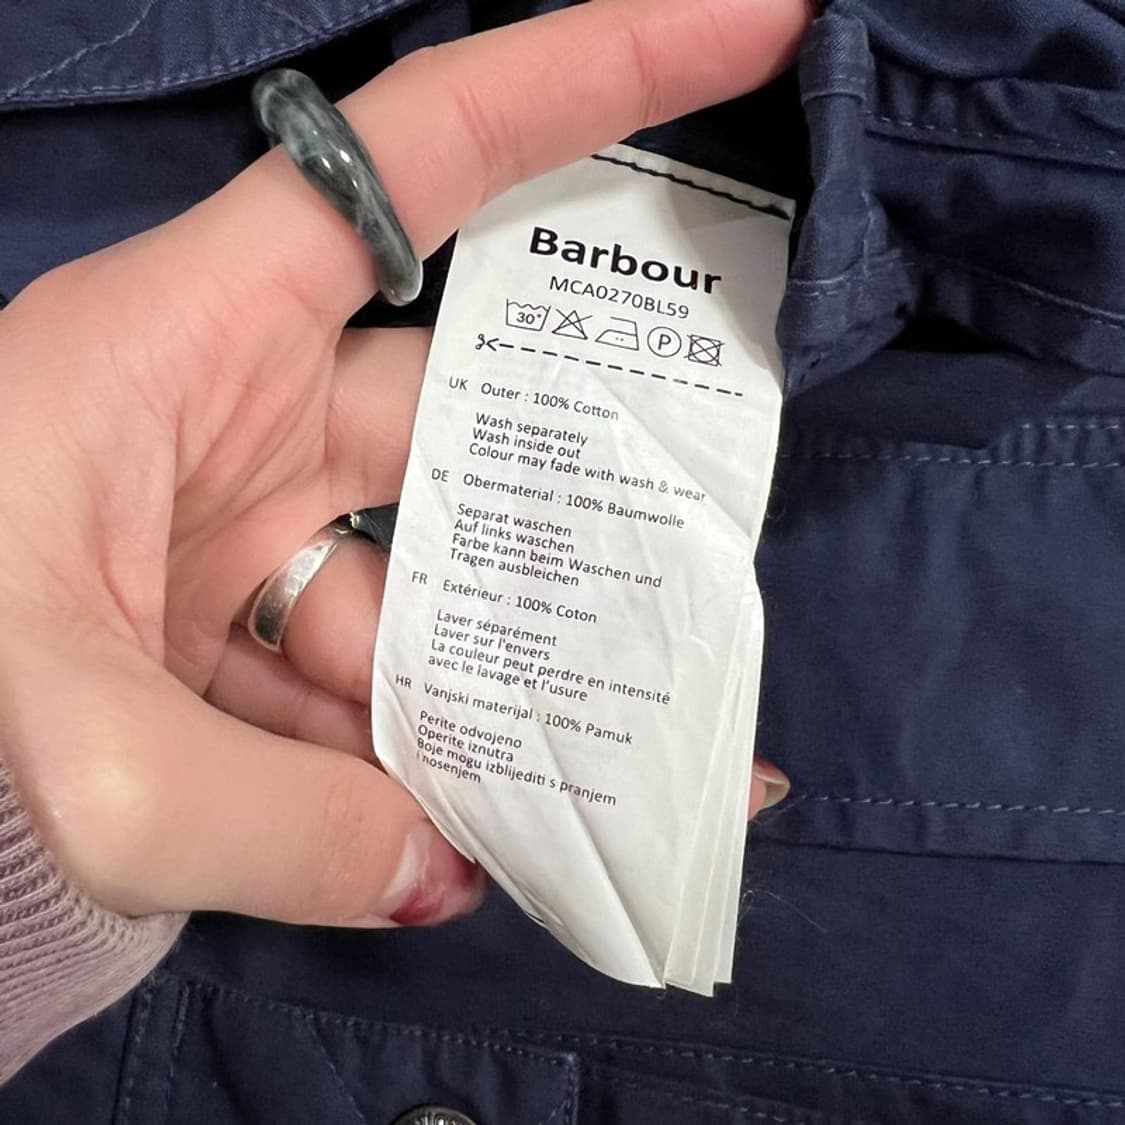 Barbour
MCA0270BL59
30° P
UK Outer : 100% Cotton
Wash separately
Wash inside out
Colour may fade with wash & wear
DE Obermaterial : 100% Baumwolle
Separat waschen
Auf links waschen
Farbe kann beim Waschen und
Tragen ausbleichen
FR Extérieur : 100% Coton
Laver séparément
Laver sur l'envers
La couleur peut perdre en intensité
avec le lavage et l'usure
HR Vanjski materijal : 100% Pamuk
Perite odvojeno
Operite iznutra
Boje mogu izblijediti s pranjem
i nosenjem